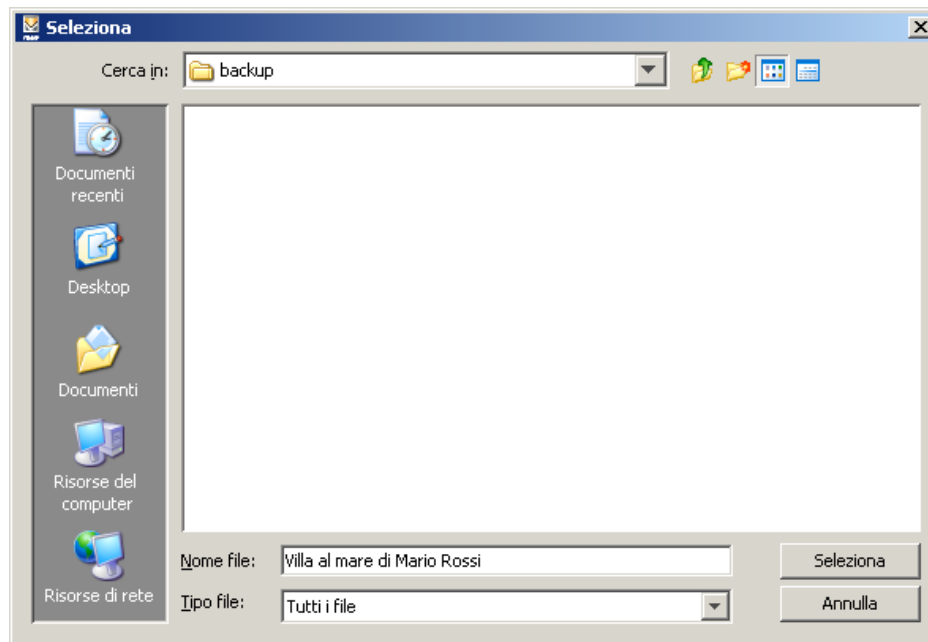 Seleziona
Cerca in:
backup
Documenti
recenti
Desktop
Documenti
Risorse del
computer
Risorse di rete
Nome file:
Villa al mare di Mario Rossi
Seleziona
Tipo file:
Tutti i file
Annulla